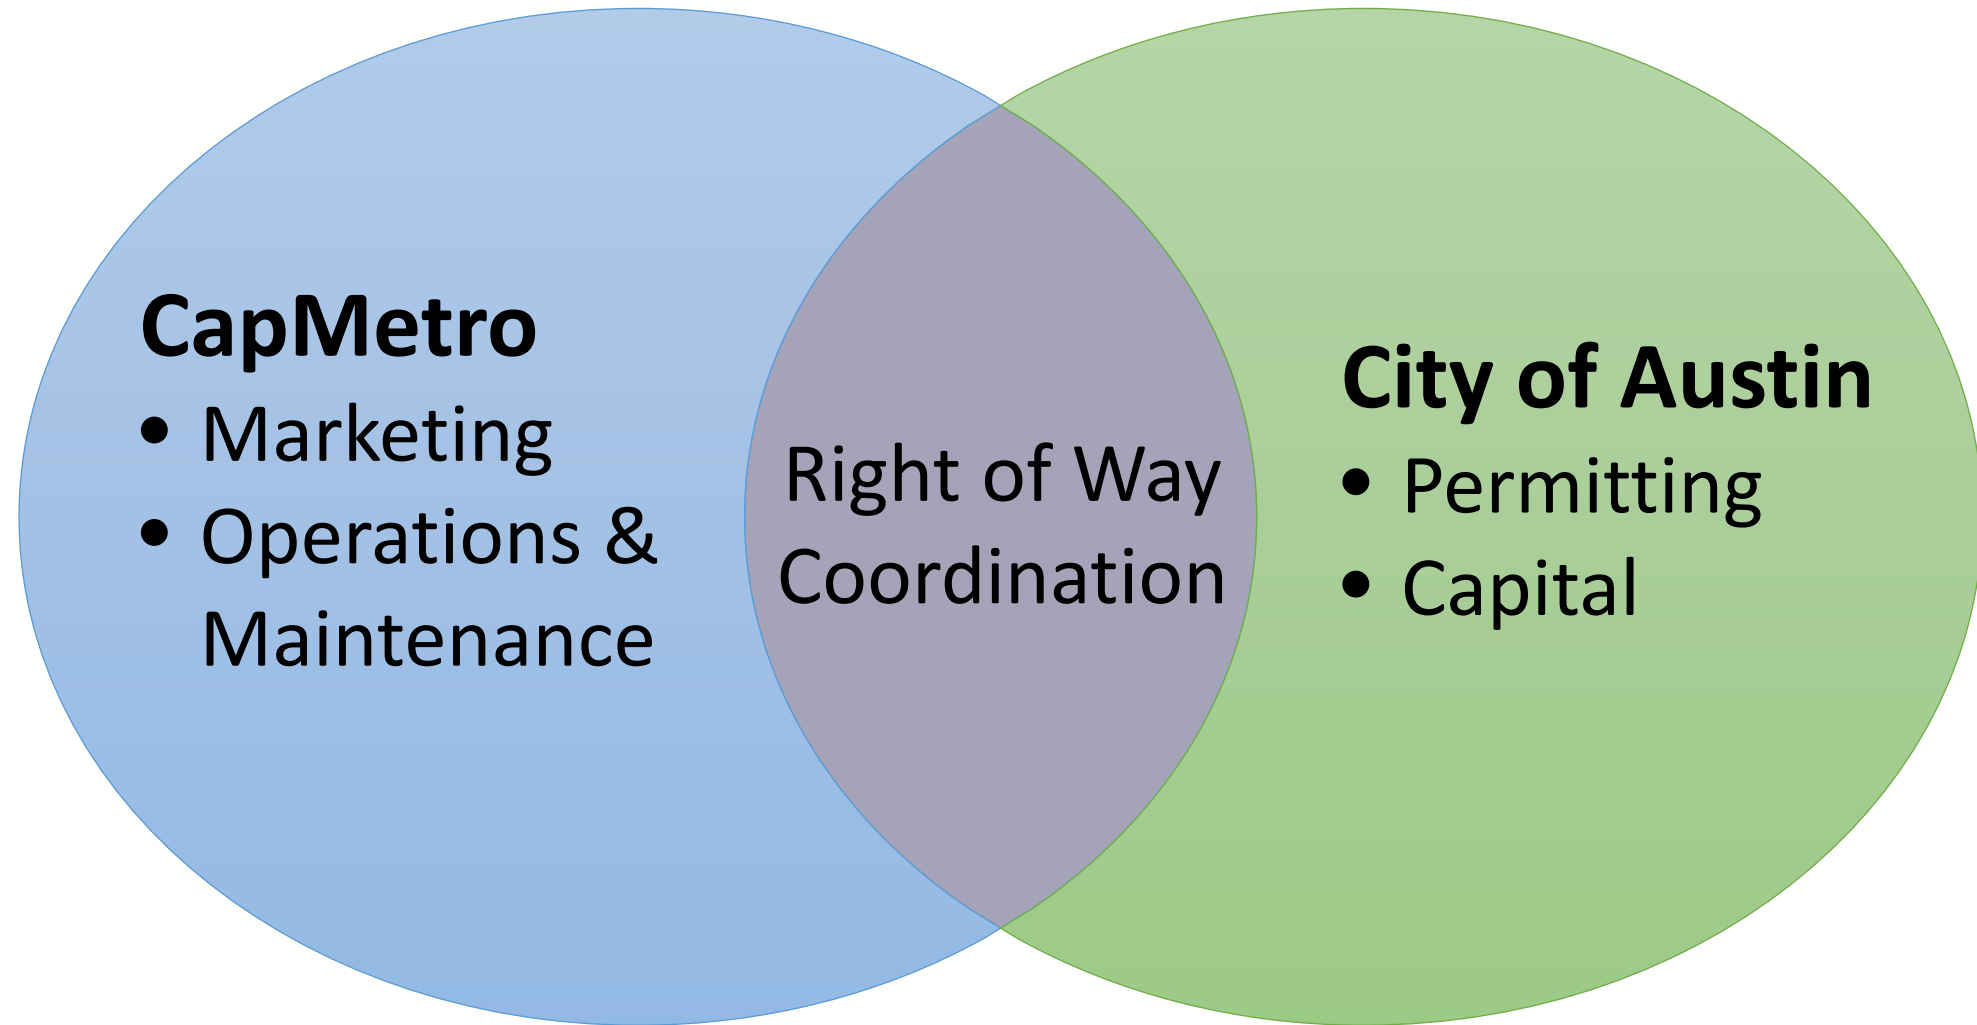 CapMetro
• Marketing
• Operations &
Maintenance
Right of Way
Coordination
City of Austin
• Permitting
• Capital